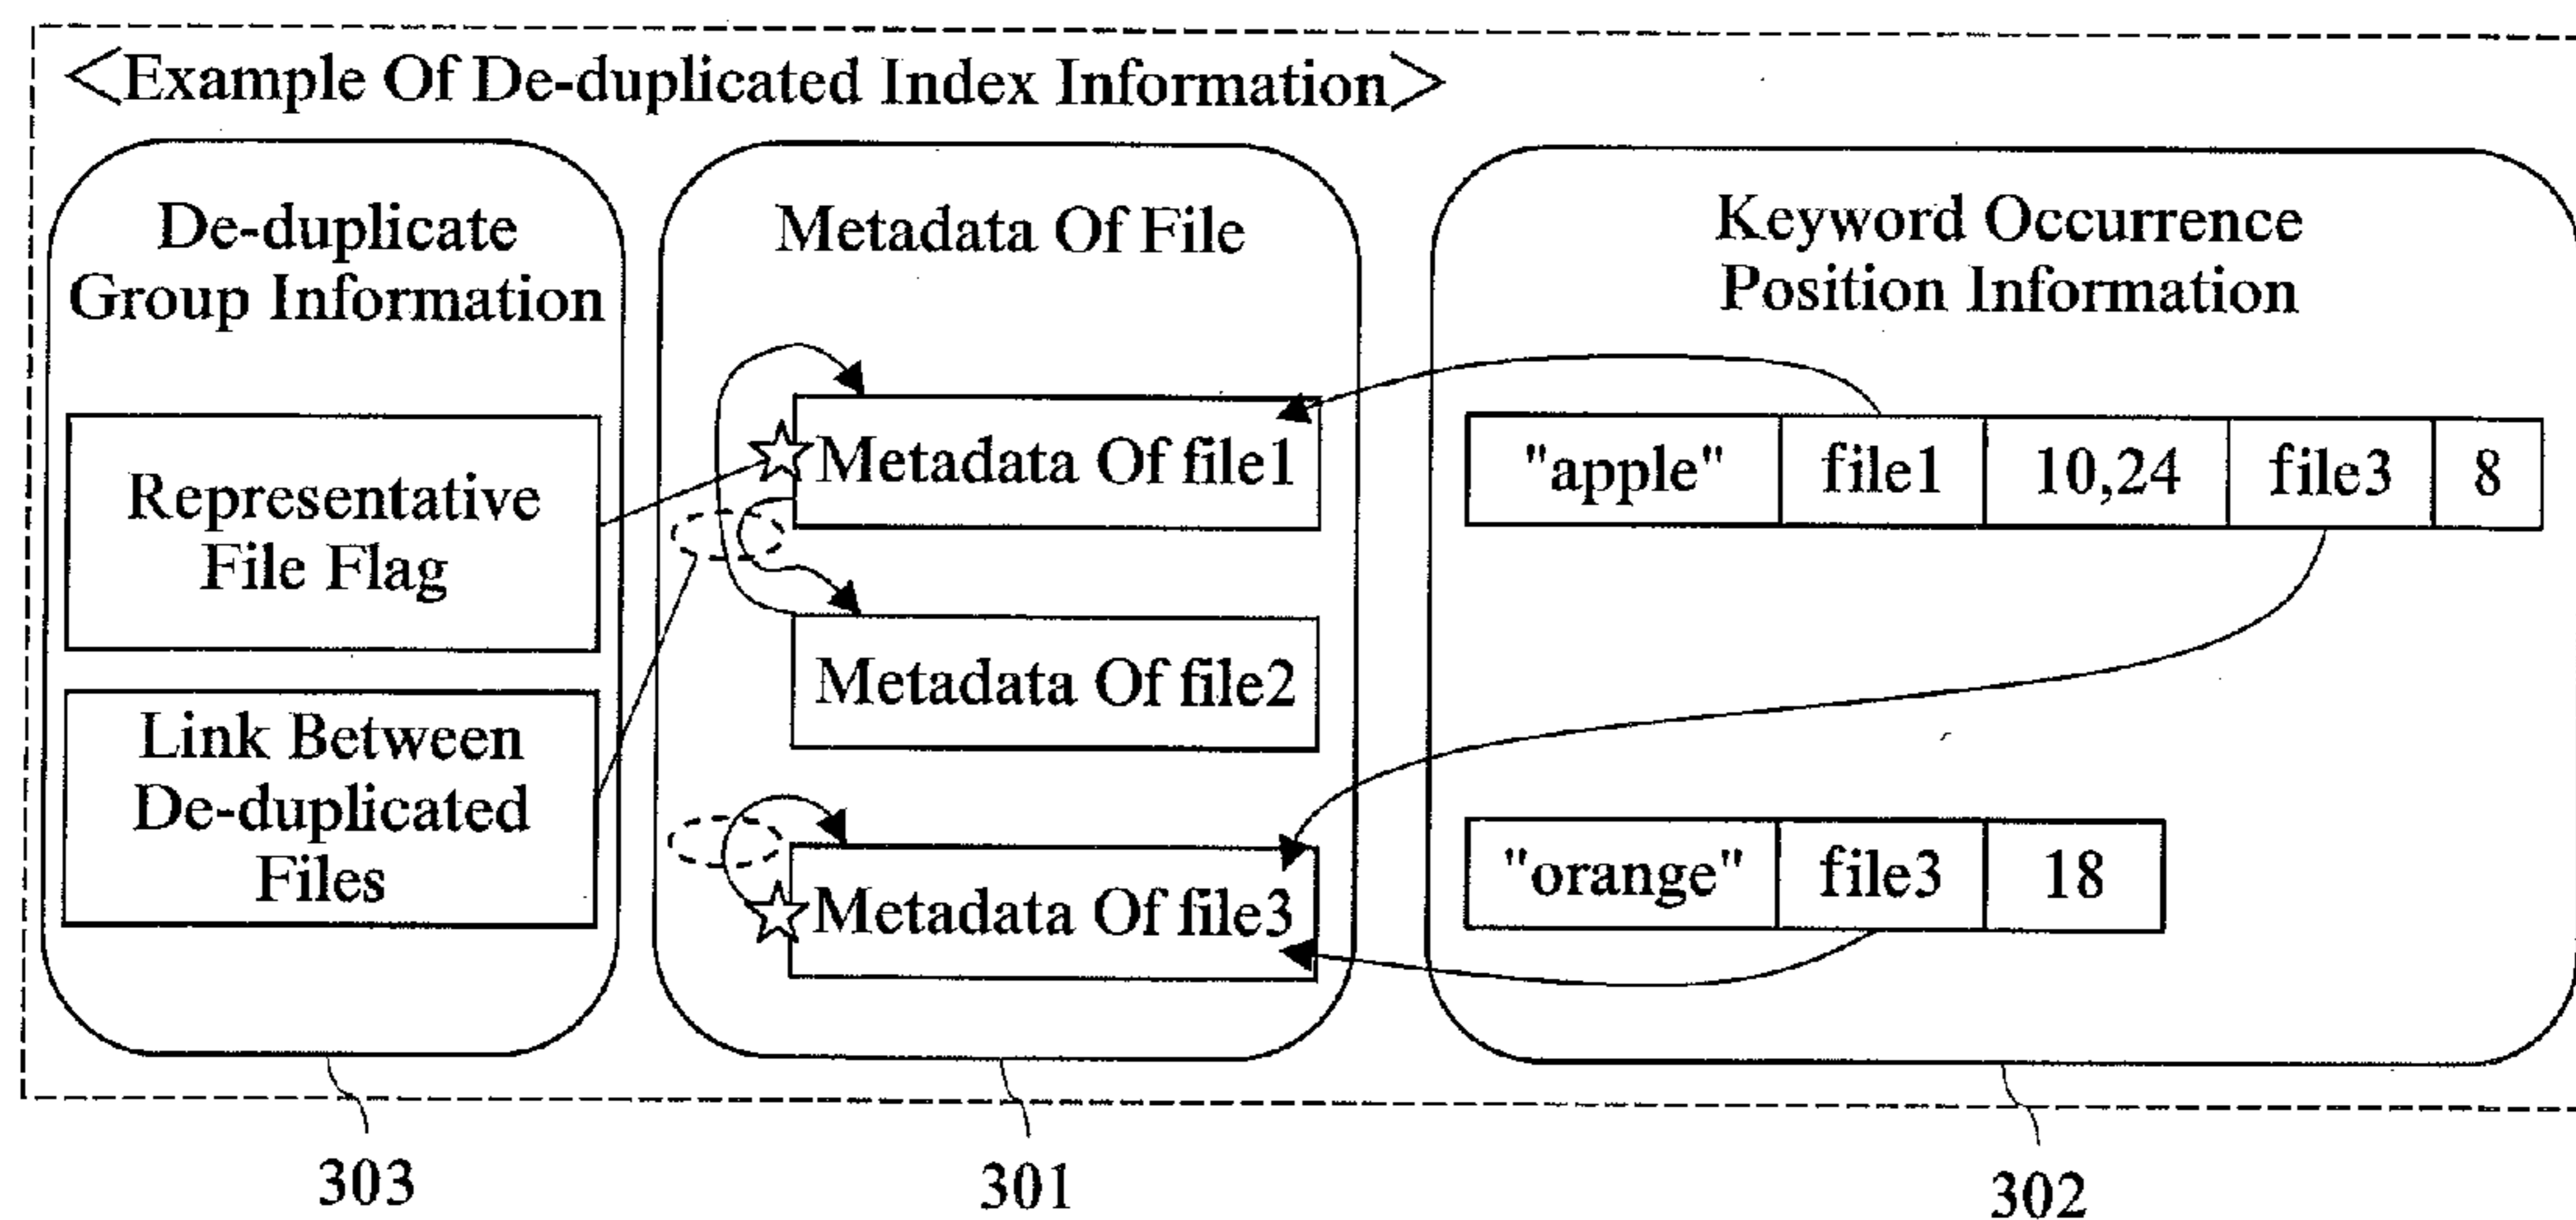 <Example Of De-duplicated Index Information>
De-duplicate
Group Information
Representative
File Flag
Link Between
De-duplicated
Files
Metadata Of File
Metadata Of file1
Metadata Of file2
Metadata Of file3
Keyword Occurrence
Position Information
"apple" file1 10,24 file3 8
"orange" file3 18
303
301
302